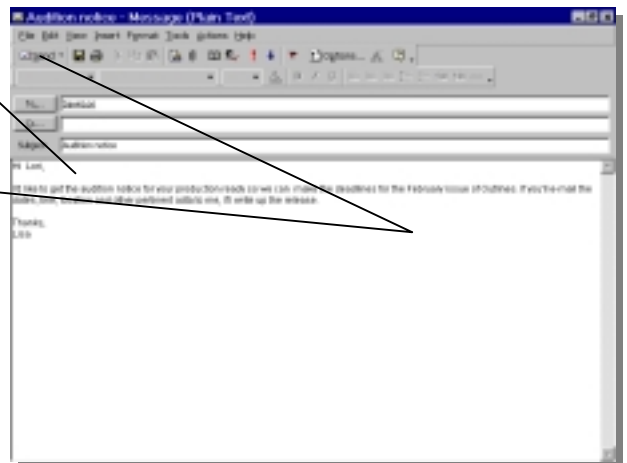 Audition notice - Message (Plain Text)
File Edit View Insert Format Tools Actions Help
Send Options...
To...
Cc...
Subject: Audition notice
Hi Lori,
I'd like to get the audition notice for your production ready so we can make the deadlines for the February issue of Outlines. If you'll e-mail the
dates, time, location and other pertinent info to me, I'll write up the release.
Thanks,
Lisa